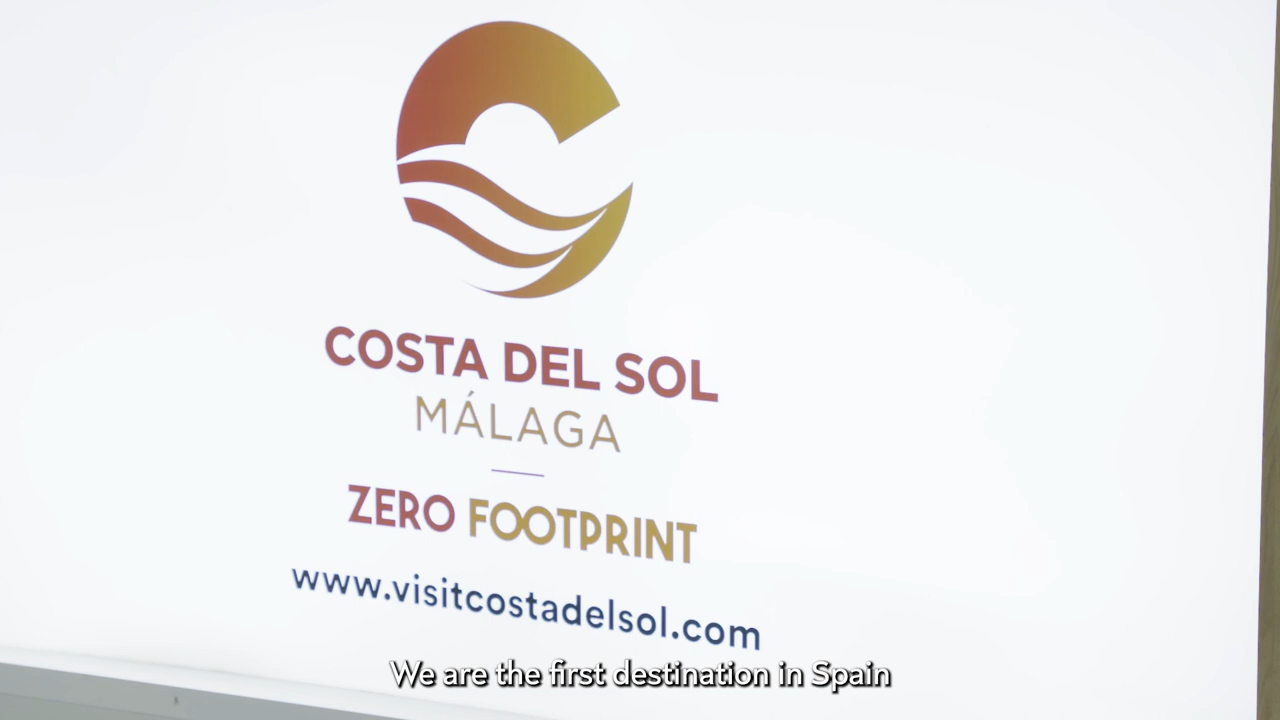 COSTA DEL SOL
MÁLAGA
ZERO FOOTPRINT
www.visitcostadelsol.com
We are the first destination in Spain